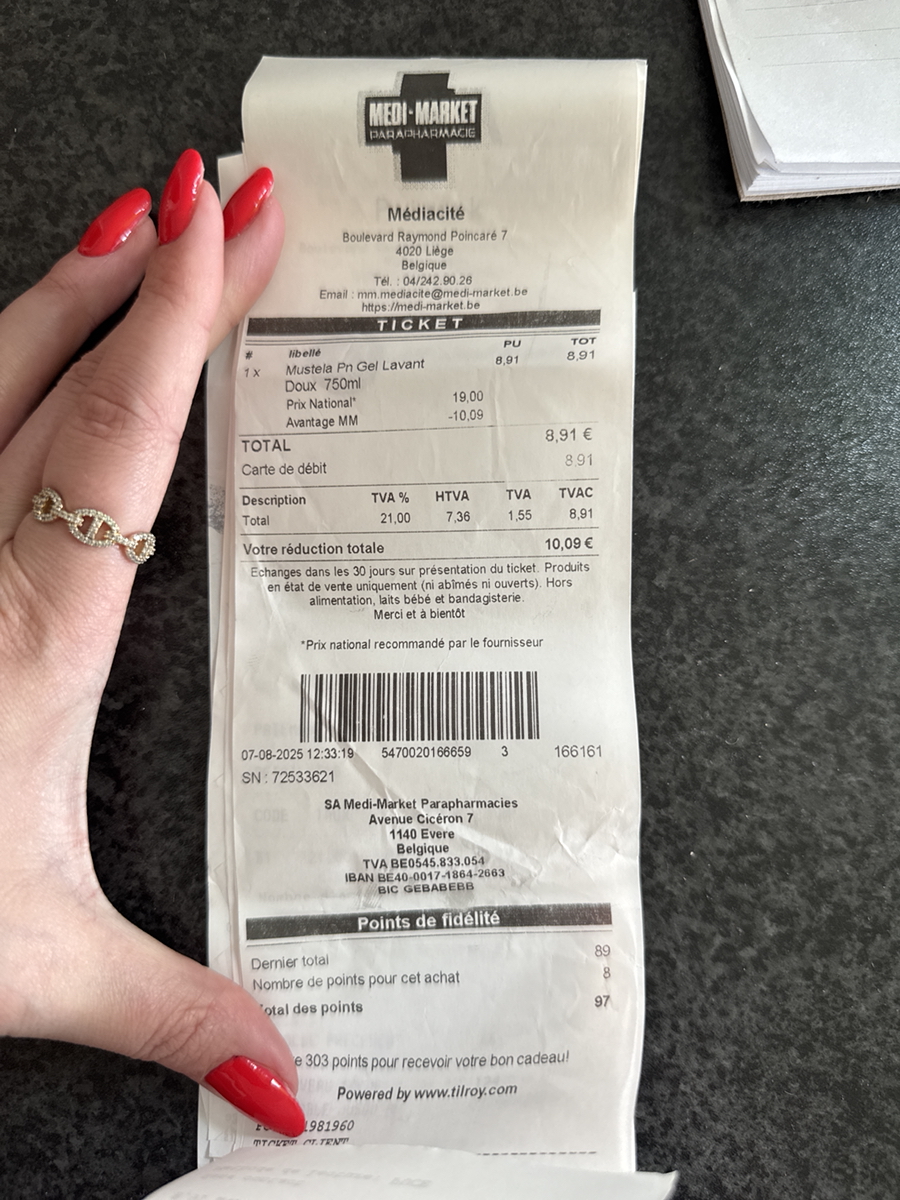 MEDI-MARKET
PARAPHARMACIE
Médiacité
Boulevard Raymond Poincaré 7
4020 Liège
Belgique
Tél. : 04/242.90.26
Email : mm.mediacite@medi-market.be
https://medi-market.be
TICKET
# libellé PU TOT
1 x Mustela Pn Gel Lavant 8,91 8,91
Doux 750ml
Prix National* 19,00
Avantage MM -10,09
TOTAL 8,91 €
Carte de débit 8,91
Description TVA % HTVA TVA TVAC
Total 21,00 7,36 1,55 8,91
Votre réduction totale 10,09 €
Echanges dans les 30 jours sur présentation du ticket. Produits
en état de vente uniquement (ni abîmés ni ouverts). Hors
alimentation, laits bébé et bandagisterie.
Merci et à bientôt
*Prix national recommandé par le fournisseur
07-08-2025 12:33:19 5470020166659 3 166161
SN : 72533621
SA Medi-Market Parapharmacies
Avenue Cicéron 7
1140 Evere
Belgique
TVA BE0545.833.054
IBAN BE40-0017-1864-2663
BIC GEBABEBB
Points de fidélité
Dernier total 89
Nombre de points pour cet achat 8
otal des points 97
e 303 points pour recevoir votre bon cadeau!
Powered by www.tilroy.com
1981960
TICKET CLIENT